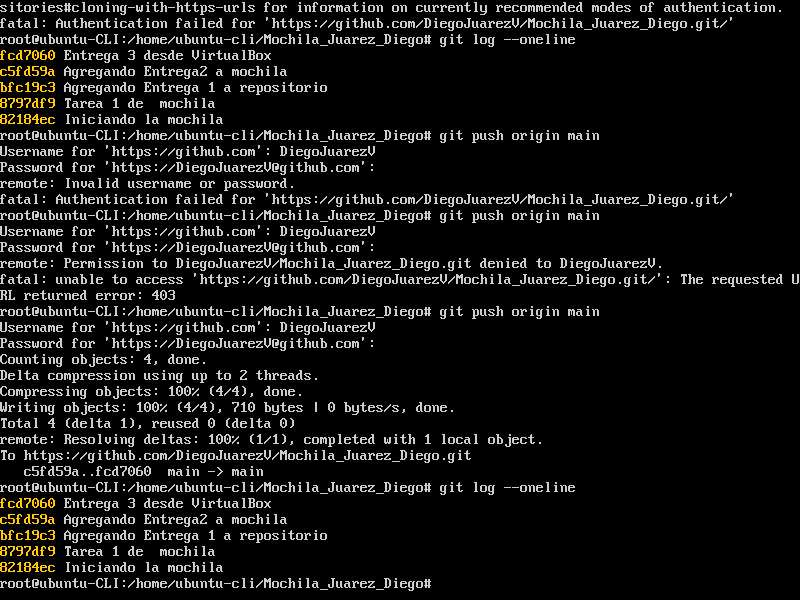 sitories#cloning-with-https-urls for information on currently recommended modes of authentication.
fatal: Authentication failed for 'https://github.com/DiegoJuarezV/Mochila_Juarez_Diego.git/'
root@ubuntu-CLI:/home/ubuntu-cli/Mochila_Juarez_Diego# git log --oneline
fcd7060 Entrega 3 desde VirtualBox
c5fd59a Agregando Entrega2 a mochila
bfc19c3 Agregando Entrega 1 a repositorio
8797df9 Tarea 1 de  mochila
82184ec Iniciando la mochila
root@ubuntu-CLI:/home/ubuntu-cli/Mochila_Juarez_Diego# git push origin main
Username for 'https://github.com': DiegoJuarezV
Password for 'https://DiegoJuarezV@github.com':
remote: Invalid username or password.
fatal: Authentication failed for 'https://github.com/DiegoJuarezV/Mochila_Juarez_Diego.git/'
root@ubuntu-CLI:/home/ubuntu-cli/Mochila_Juarez_Diego# git push origin main
Username for 'https://github.com': DiegoJuarezV
Password for 'https://DiegoJuarezV@github.com':
remote: Permission to DiegoJuarezV/Mochila_Juarez_Diego.git denied to DiegoJuarezV.
fatal: unable to access 'https://github.com/DiegoJuarezV/Mochila_Juarez_Diego.git/': The requested U
RL returned error: 403
root@ubuntu-CLI:/home/ubuntu-cli/Mochila_Juarez_Diego# git push origin main
Username for 'https://github.com': DiegoJuarezV
Password for 'https://DiegoJuarezV@github.com':
Counting objects: 4, done.
Delta compression using up to 2 threads.
Compressing objects: 100% (4/4), done.
Writing objects: 100% (4/4), 710 bytes | 0 bytes/s, done.
Total 4 (delta 1), reused 0 (delta 0)
remote: Resolving deltas: 100% (1/1), completed with 1 local object.
To https://github.com/DiegoJuarezV/Mochila_Juarez_Diego.git
   c5fd59a..fcd7060  main -> main
root@ubuntu-CLI:/home/ubuntu-cli/Mochila_Juarez_Diego# git log --oneline
fcd7060 Entrega 3 desde VirtualBox
c5fd59a Agregando Entrega2 a mochila
bfc19c3 Agregando Entrega 1 a repositorio
8797df9 Tarea 1 de  mochila
82184ec Iniciando la mochila
root@ubuntu-CLI:/home/ubuntu-cli/Mochila_Juarez_Diego#